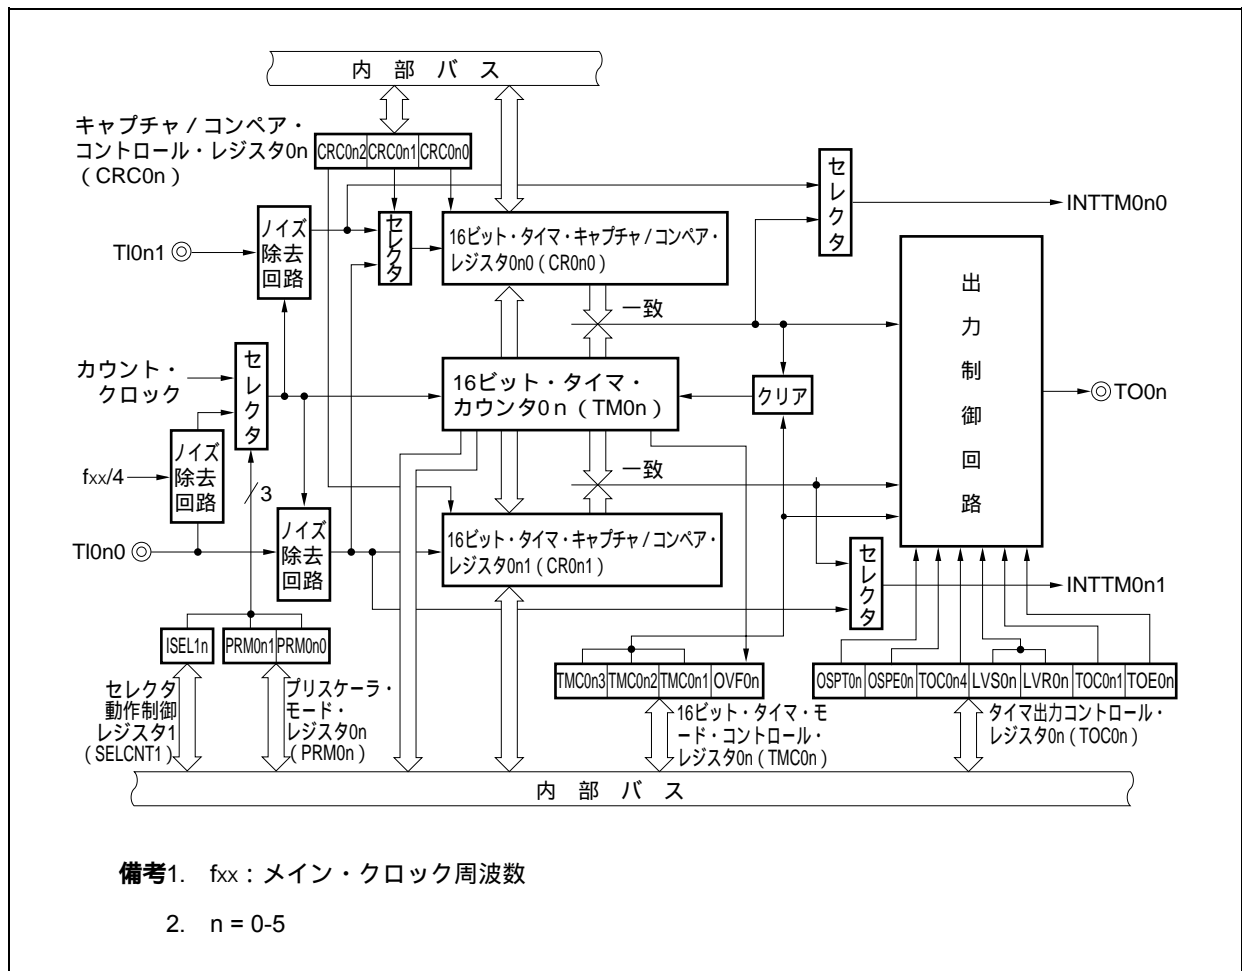 内 部 バ ス
キャプチャ / コンペア・
コントロール・レジスタ0n
( CRC0n )
CRC0n2 CRC0n1 CRC0n0
TI0n1
ノイズ
除去
回路
セレクタ
16ビット・タイマ・キャプチャ / コンペア・
レジスタ0n0 ( CR0n0 )
セレクタ
INTTM0n0
一致
カウント・
クロック
セレクタ
16ビット・タイマ・
カウンタ0 n ( TM0n )
クリア
出力制御回路
TO0n
fxx/4
ノイズ
除去
回路
3
一致
TI0n0
ノイズ
除去
回路
16ビット・タイマ・キャプチャ / コンペア・
レジスタ0n1 ( CR0n1 )
セレクタ
INTTM0n1
ISEL1n
PRM0n1 PRM0n0
TMC0n3 TMC0n2 TMC0n1 OVF0n
OSPT0n OSPE0n TOC0n4 LVS0n LVR0n TOC0n1 TOE0n
セレクタ
動作制御
レジスタ1
( SELCNT1 )
プリスケーラ・
モード・
レジスタ0n
( PRM0n )
16ビット・タイマ・モ
ード・コントロール・
レジスタ0n ( TMC0n )
タイマ出力コントロール・
レジスタ0n ( TOC0n )
内 部 バ ス
備考1. fxx : メイン・クロック周波数
2. n = 0-5